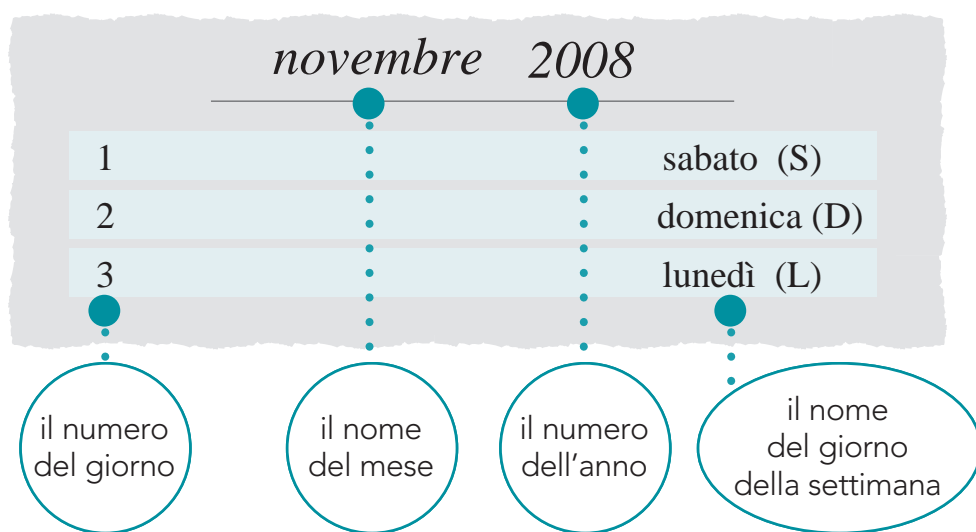 novembre 2008
1 sabato (S)
2 domenica (D)
3 lunedì (L)
il numero
del giorno
il nome
del mese
il numero
dell'anno
il nome
del giorno
della settimana